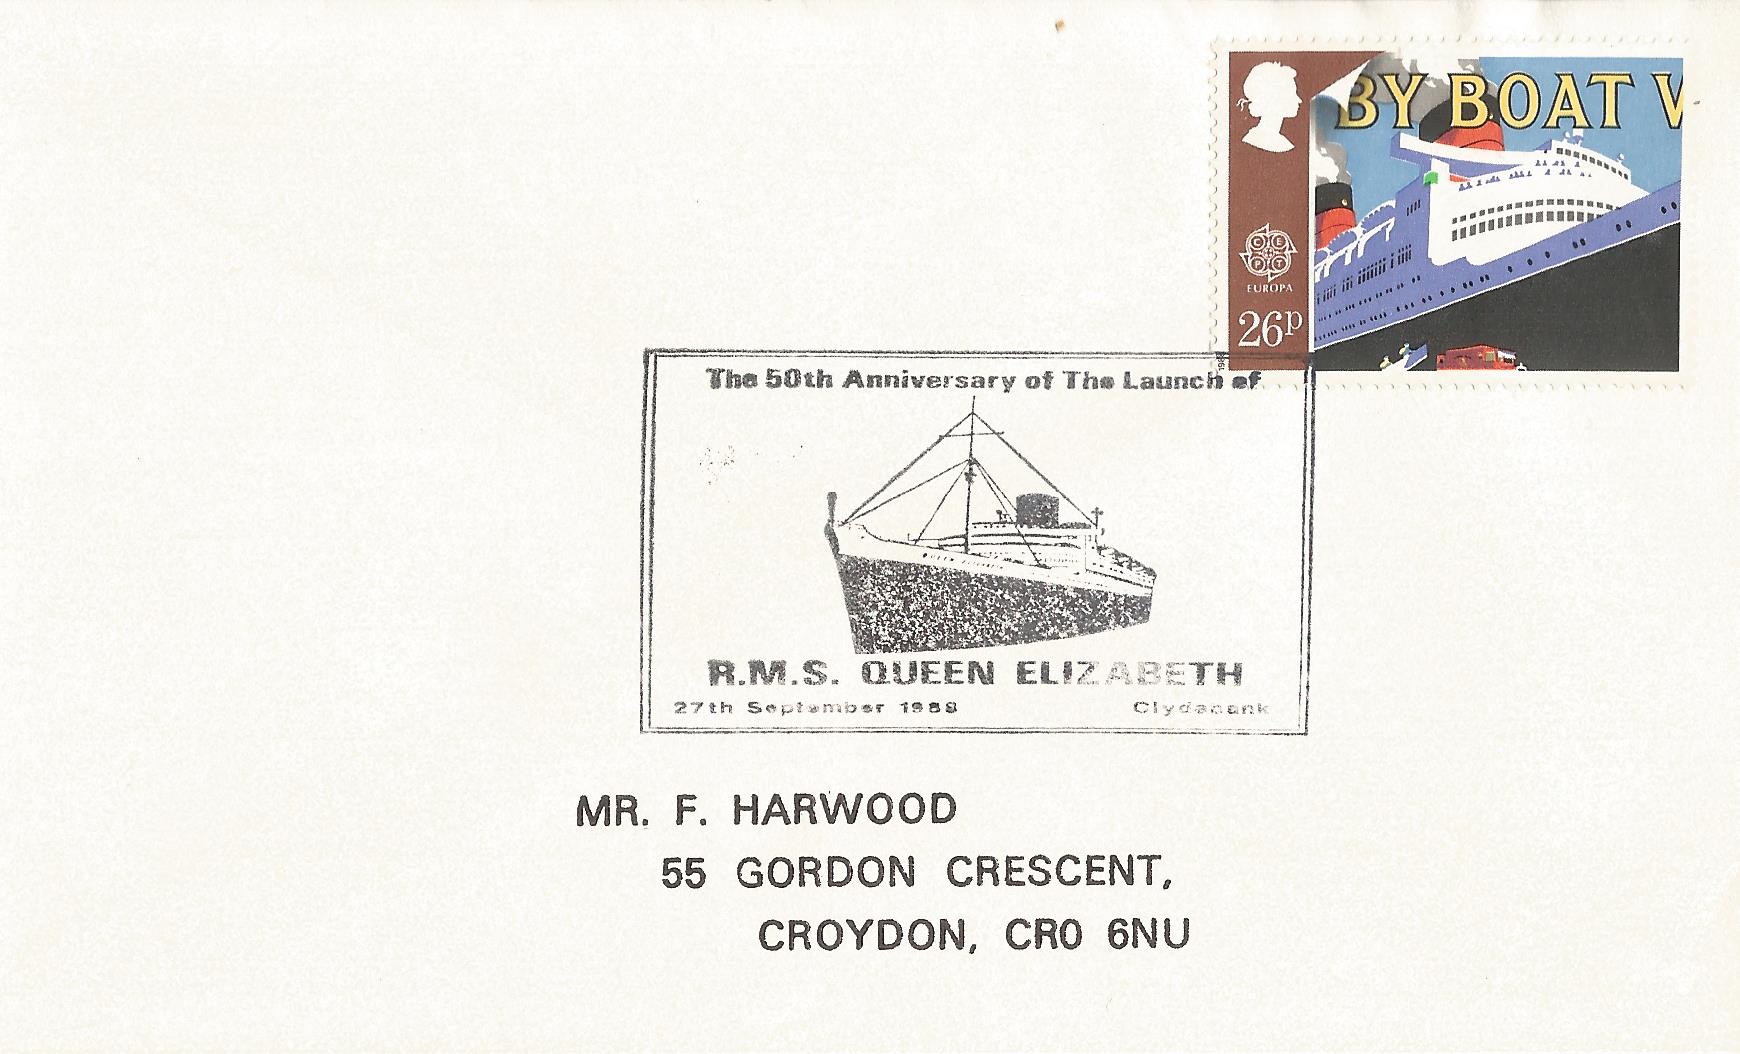 BY BOAT
CEPT
EUROPA
26P
The 50th Anniversary of The Launch of
R.M.S. QUEEN ELIZABETH
27th September 1988 Clydebank
MR. F. HARWOOD
55 GORDON CRESCENT,
CROYDON, CR0 6NU